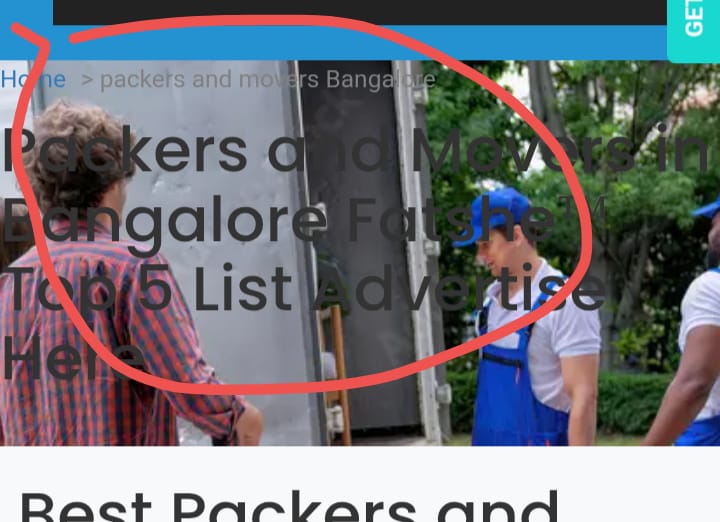 GET
Home > packers and movers Bangalore
Packers and Movers in
Bangalore Fatshe™
Top 5 List Advertise
Here
Best Packers and